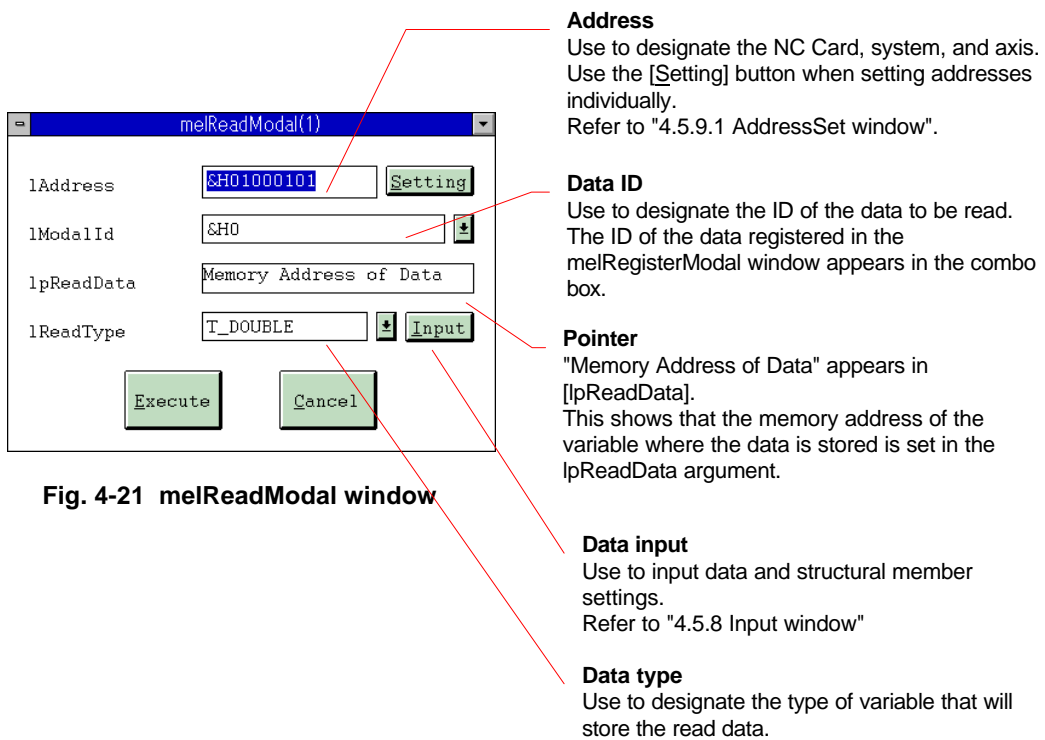 Address
Use to designate the NC Card, system, and axis.
Use the [Setting] button when setting addresses
individually.
Refer to "4.5.9.1 AddressSet window".
melReadModal(1)
lAddress
&H01000101
Setting
lModalId
&H0
lpReadData
Memory Address of Data
lReadType
T_DOUBLE
Input
Execute
Cancel
Fig. 4-21 melReadModal window
Data ID
Use to designate the ID of the data to be read.
The ID of the data registered in the
melRegisterModal window appears in the combo
box.
Pointer
"Memory Address of Data" appears in
[lpReadData].
This shows that the memory address of the
variable where the data is stored is set in the
lpReadData argument.
Data input
Use to input data and structural member
settings.
Refer to "4.5.8 Input window"
Data type
Use to designate the type of variable that will
store the read data.